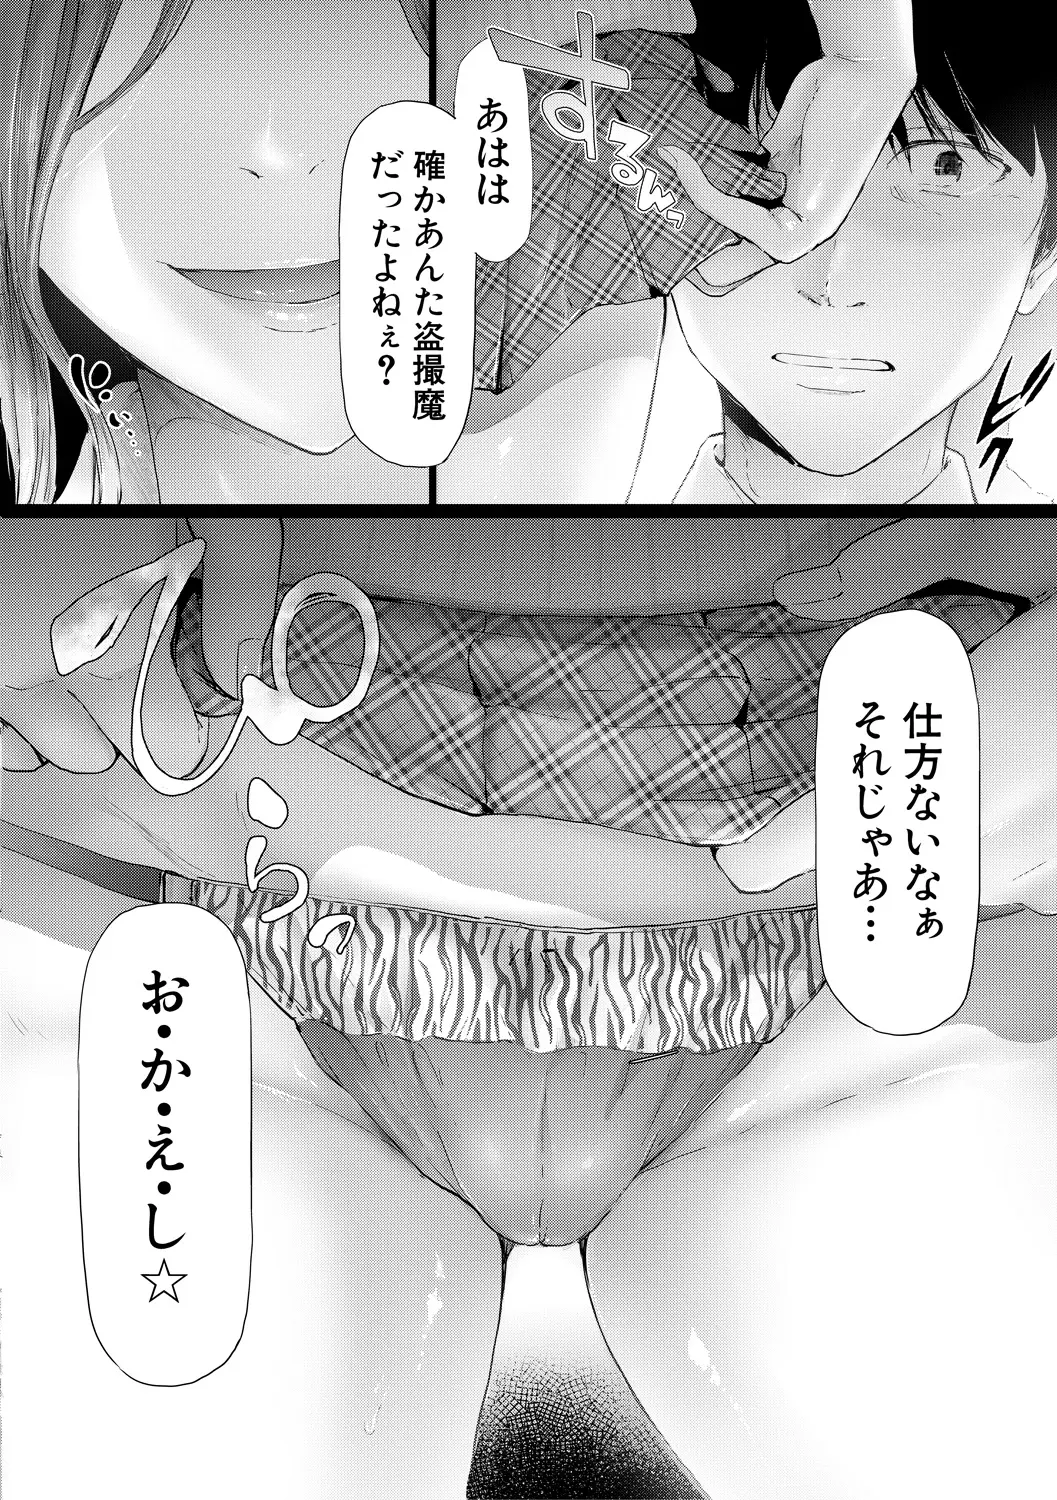 あはは
確かあんた盗撮魔
だったよねぇ？
する
ビク
仕方ないなぁ
それじゃあ…
ぴらっ
お・か・え・し☆